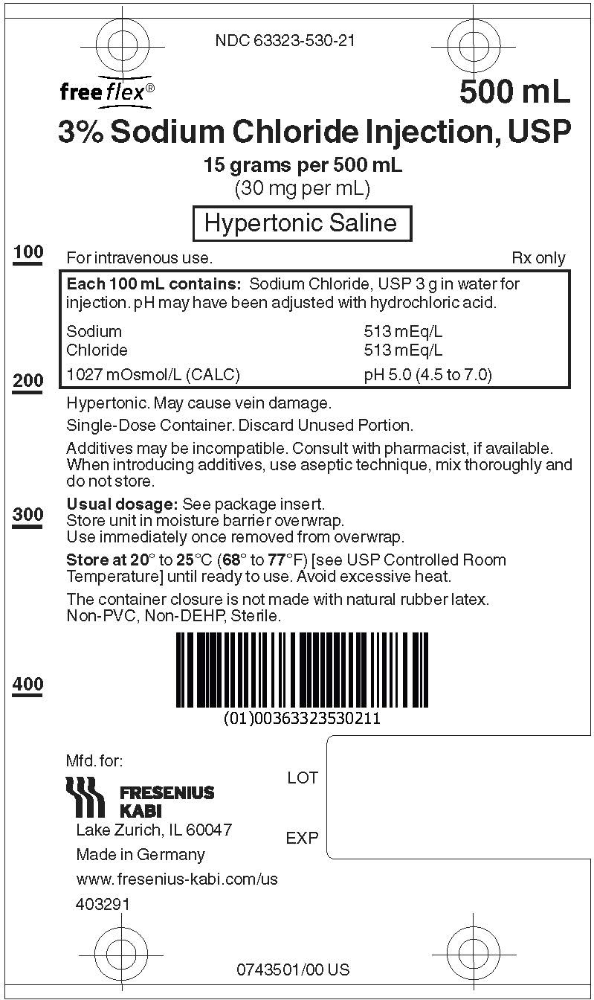 NDC 63323-530-21
freeflex®
500 mL
3% Sodium Chloride Injection, USP
15 grams per 500 mL
(30 mg per mL)
Hypertonic Saline
100
For intravenous use. Rx only
Each 100 mL contains: Sodium Chloride, USP 3 g in water for
injection. pH may have been adjusted with hydrochloric acid.
Sodium 513 mEq/L
Chloride 513 mEq/L
1027 mOsmol/L (CALC) pH 5.0 (4.5 to 7.0)
200
Hypertonic. May cause vein damage.
Single-Dose Container. Discard Unused Portion.
Additives may be incompatible. Consult with pharmacist, if available.
When introducing additives, use aseptic technique, mix thoroughly and
do not store.
Usual dosage: See package insert.
300
Store unit in moisture barrier overwrap.
Use immediately once removed from overwrap.
Store at 20° to 25°C (68° to 77°F) [see USP Controlled Room
Temperature] until ready to use. Avoid excessive heat.
The container closure is not made with natural rubber latex.
Non-PVC, Non-DEHP, Sterile.
400
(01)00363323530211
Mfd. for:
FRESENIUS
KABI
Lake Zurich, IL 60047
Made in Germany
www.fresenius-kabi.com/us
403291
LOT
EXP
0743501/00 US